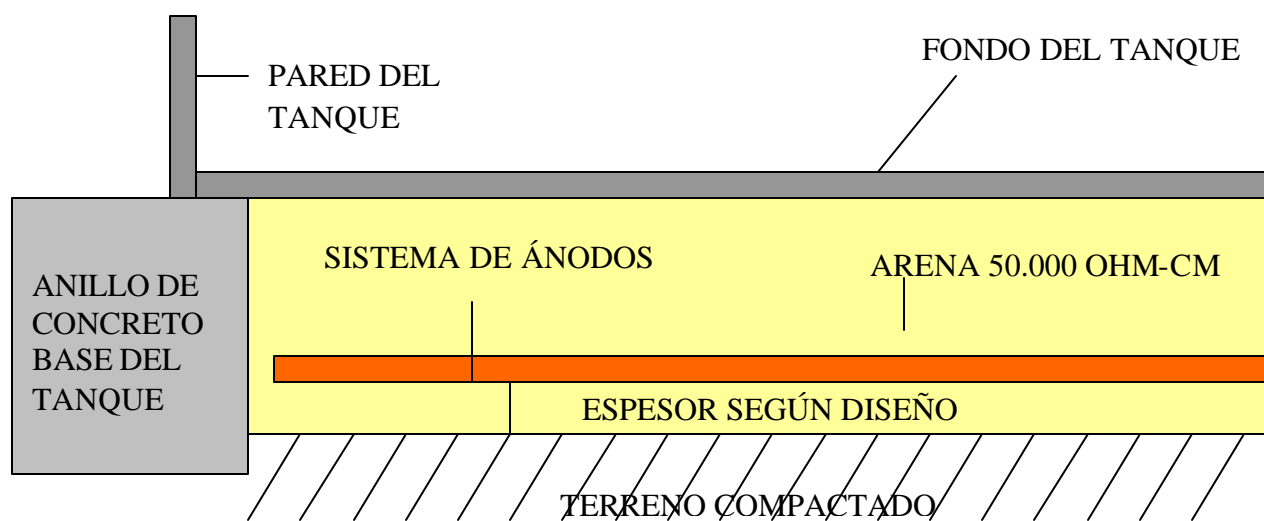 PARED DEL
TANQUE
FONDO DEL TANQUE
SISTEMA DE ÁNODOS
ARENA 50.000 OHM-CM
ANILLO DE
CONCRETO
BASE DEL
TANQUE
ESPESOR SEGÚN DISEÑO
TERRENO COMPACTADO